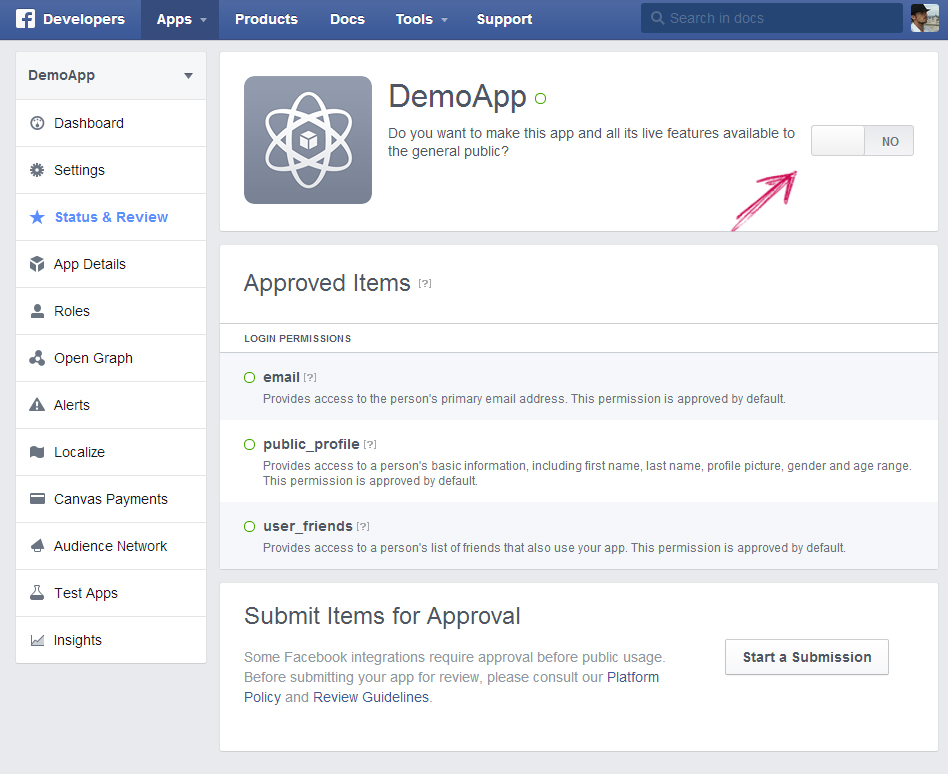 Developers Apps Products Docs Tools Support Search in docs
DemoApp
Dashboard
Settings
Status & Review
App Details
Roles
Open Graph
Alerts
Localize
Canvas Payments
Audience Network
Test Apps
Insights
DemoApp
Do you want to make this app and all its live features available to
the general public?
NO
Approved Items [?]
LOGIN PERMISSIONS
email [?]
Provides access to the person's primary email address. This permission is approved by default.
public_profile [?]
Provides access to a person's basic information, including first name, last name, profile picture, gender and age range.
This permission is approved by default.
user_friends [?]
Provides access to a person's list of friends that also use your app. This permission is approved by default.
Submit Items for Approval
Some Facebook integrations require approval before public usage.
Before submitting your app for review, please consult our Platform
Policy and Review Guidelines.
Start a Submission